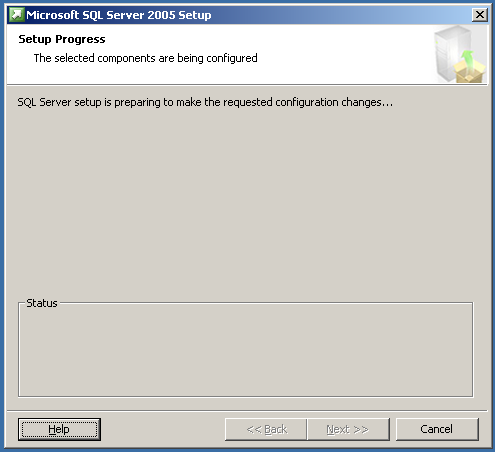 Microsoft SQL Server 2005 Setup
Setup Progress
The selected components are being configured
SQL Server setup is preparing to make the requested configuration changes...
Status
Help
<< Back
Next >>
Cancel